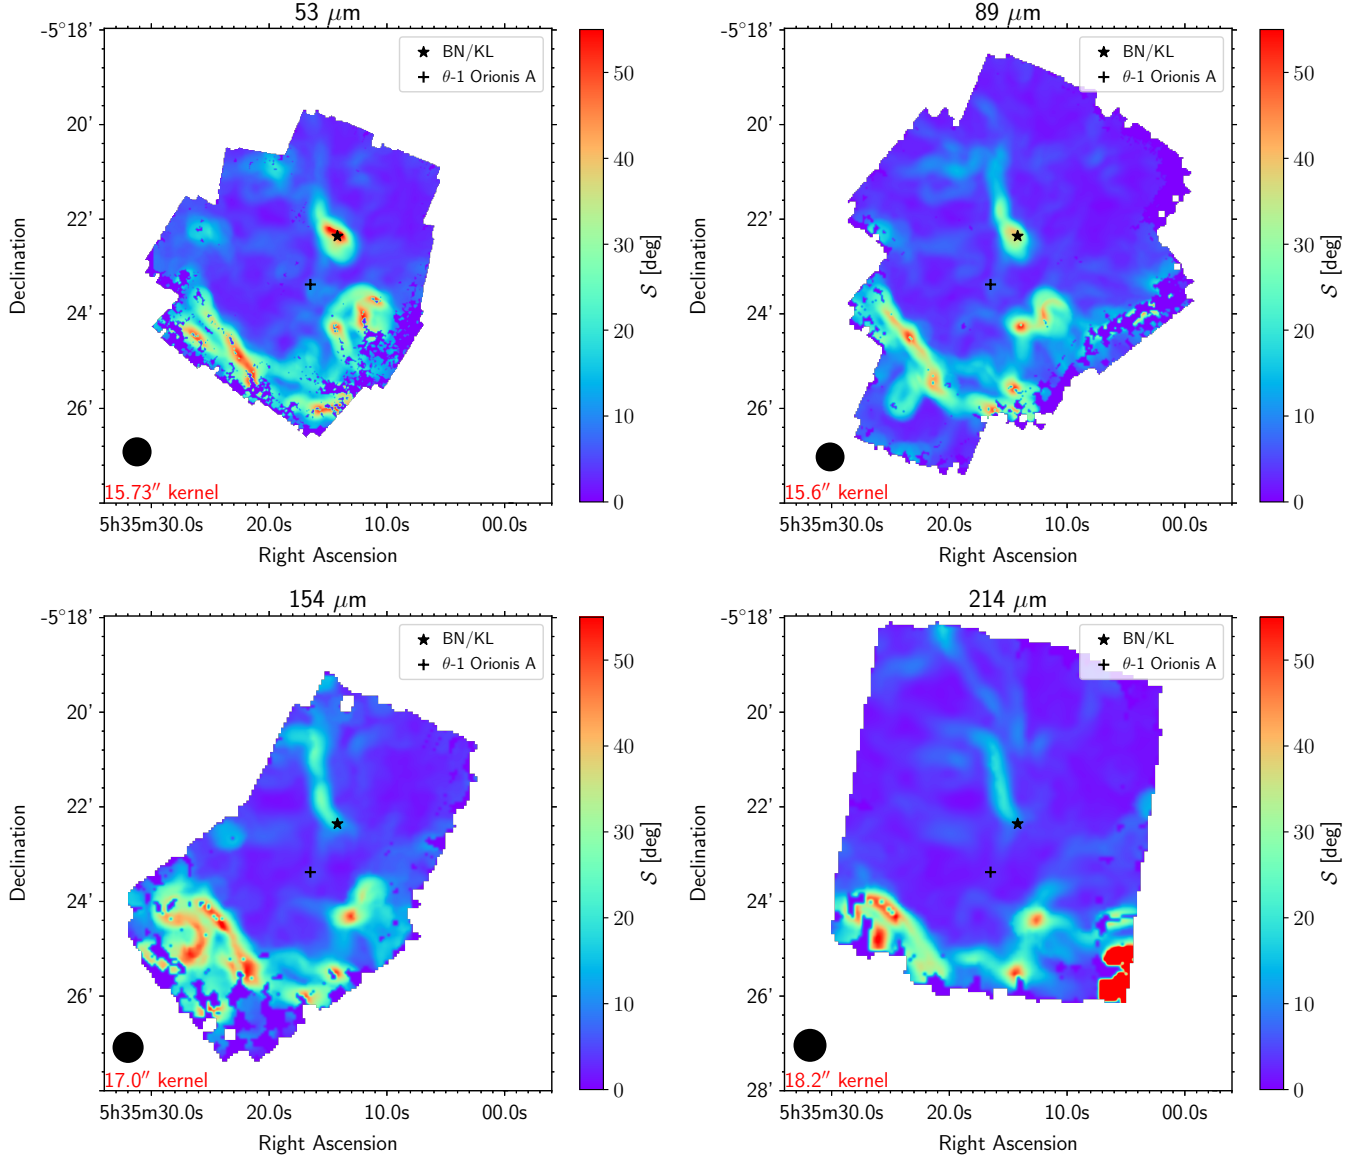 53 μm
-5°18'
20'
22'
24'
26'
Declination
5h35m30.0s 20.0s 10.0s 00.0s
Right Ascension
BN/KL
θ-1 Orionis A
15.73″ kernel
50
40
30
20
10
0
S [deg]
89 μm
-5°18'
20'
22'
24'
26'
Declination
5h35m30.0s 20.0s 10.0s 00.0s
Right Ascension
BN/KL
θ-1 Orionis A
15.6″ kernel
50
40
30
20
10
0
S [deg]
154 μm
-5°18'
20'
22'
24'
26'
28'
Declination
5h35m30.0s 20.0s 10.0s 00.0s
Right Ascension
BN/KL
θ-1 Orionis A
17.0″ kernel
50
40
30
20
10
0
S [deg]
214 μm
-5°18'
20'
22'
24'
26'
28'
Declination
5h35m30.0s 20.0s 10.0s 00.0s
Right Ascension
BN/KL
θ-1 Orionis A
18.2″ kernel
50
40
30
20
10
0
S [deg]